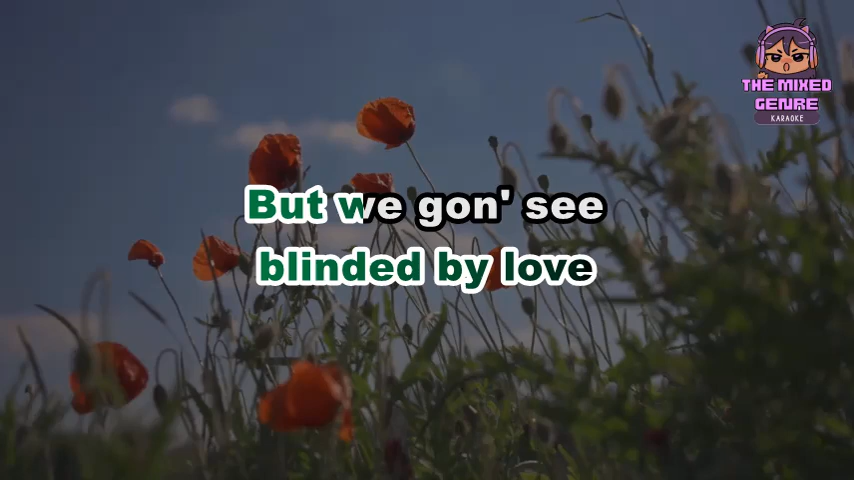 THE MIXED
GENRE
KARAOKE
But we gon' see
blinded by love